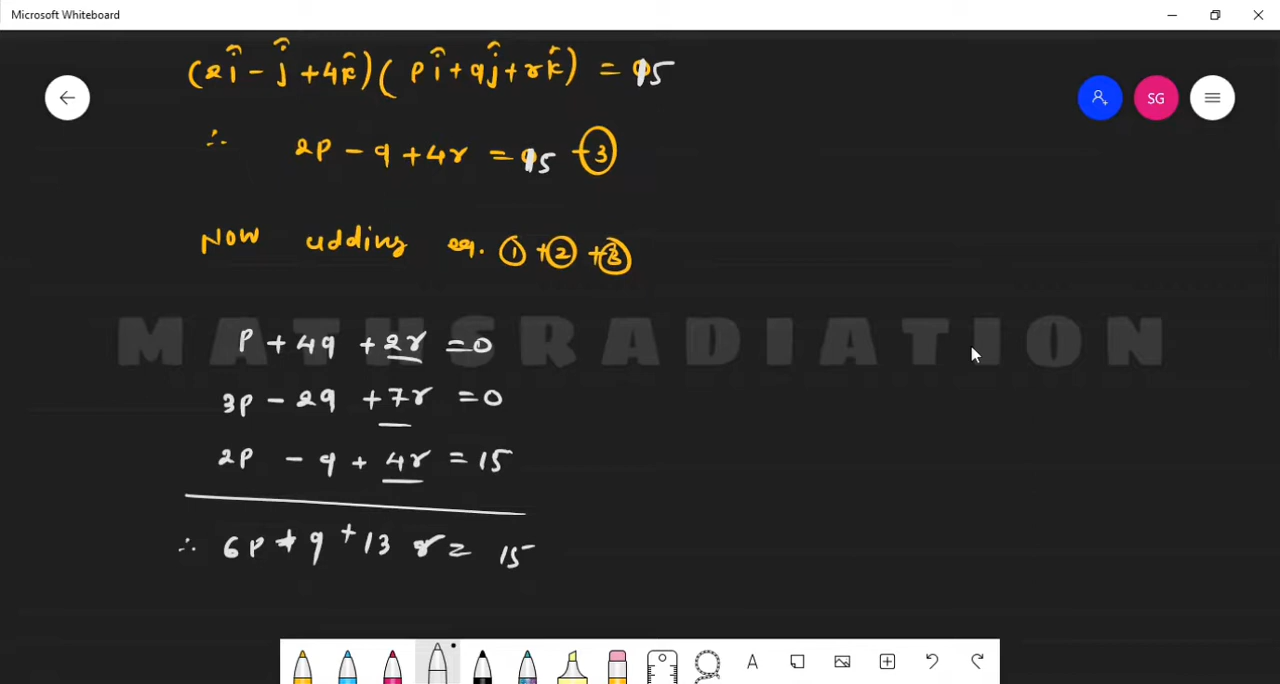 Microsoft Whiteboard
(2î - ĵ + 4k̂)( pî + qĵ + rk̂) = 15
SG
∴ 2p - q + 4r = 15 - ③
Now adding eq. ① + ② + ③
MATHSRADIATION
p + 4q + 2r = 0
3p - 2q + 7r = 0
2p - q + 4r = 15
∴ 6p + q + 13 r = 15
A